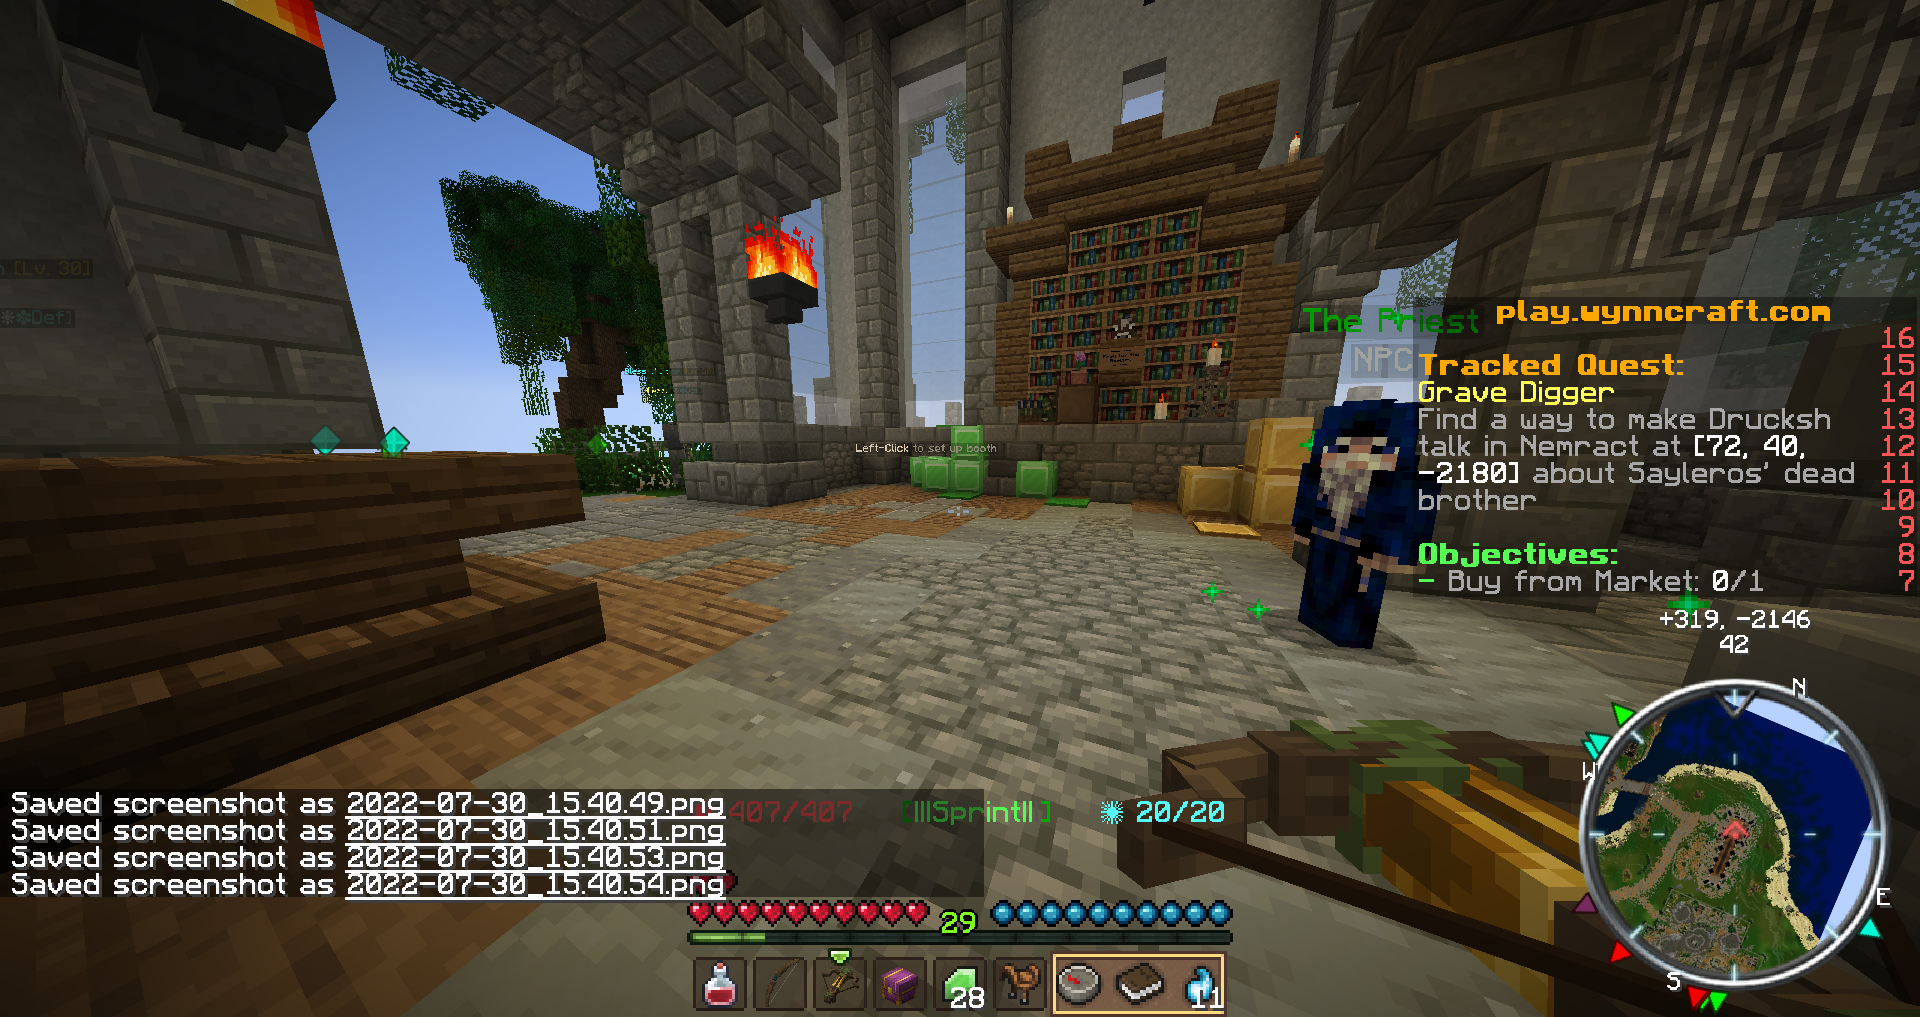 [Lv 30]
Def]
The Priest
NPC
play.wynncraft.com
16
Tracked Quest:
15
Grave Digger
14
Find a way to make Drucksh
13
talk in Nemract at [72, 40,
12
-2180] about Sayleros' dead
11
brother
10
9
Objectives:
8
- Buy from Market: 0/1
7
Left-Click to set up booth
+319, -2146
42
N
W
E
S
Saved screenshot as 2022-07-30_15.40.49.png
Saved screenshot as 2022-07-30_15.40.51.png
Saved screenshot as 2022-07-30_15.40.53.png
Saved screenshot as 2022-07-30_15.40.54.png
407/407
[|||Sprint|| ]
20/20
29
28
11